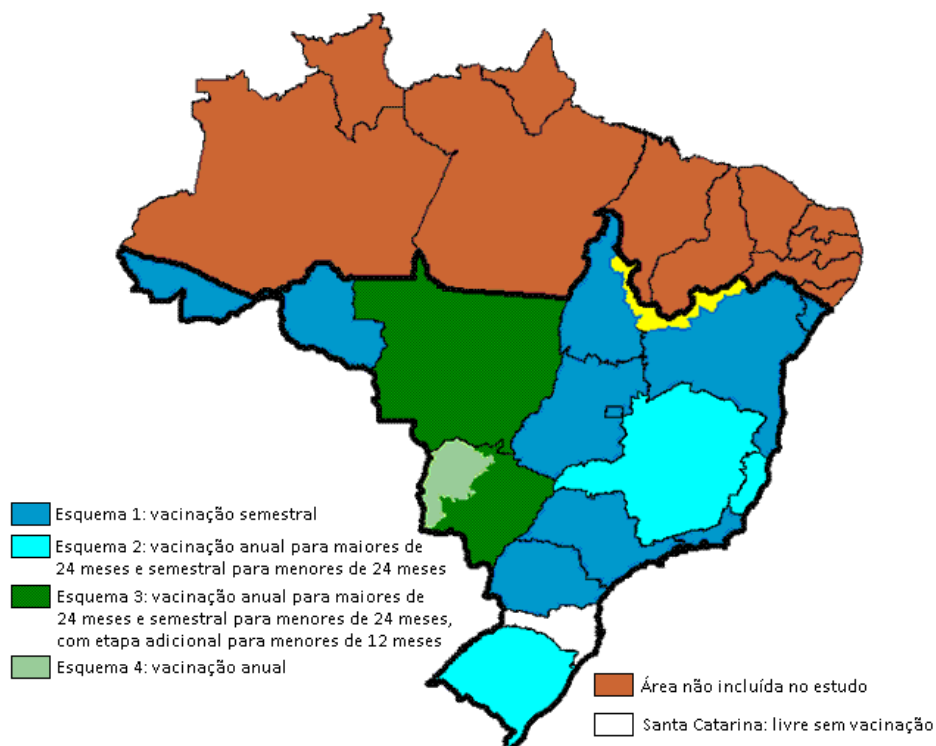 Esquema 1: vacinação semestral
Esquema 2: vacinação anual para maiores de
24 meses e semestral para menores de 24 meses
Esquema 3: vacinação anual para maiores de
24 meses e semestral para menores de 24 meses,
com etapa adicional para menores de 12 meses
Esquema 4: vacinação anual
Área não incluída no estudo
Santa Catarina: livre sem vacinação